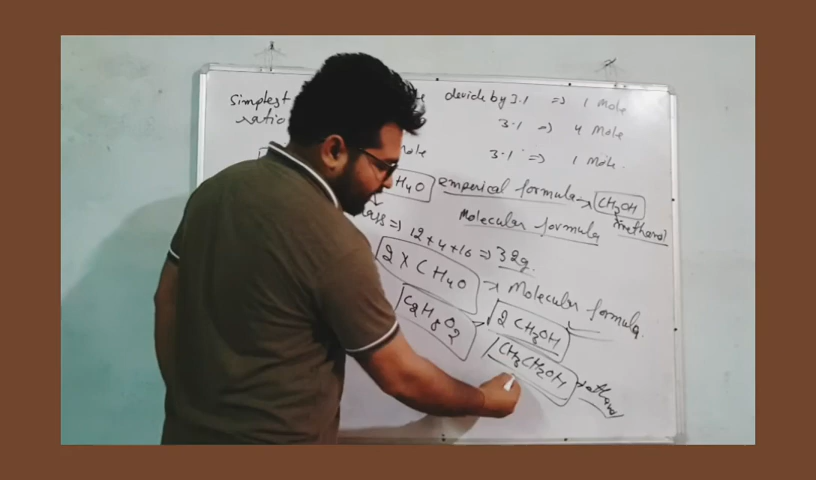 simplest devide by 3.1 => 1 Mole
ratio 3.1 => 4 Mole
mole 3.1 => 1 Mole.
H4O emperical formula → CH3OH
Methanol
Molecular formula
ass => 12+4+16 => 32g.
2 X CH4O → Molecular formula.
C2H8O2 → 2 CH3OH
CH3CH2OH → ethanol